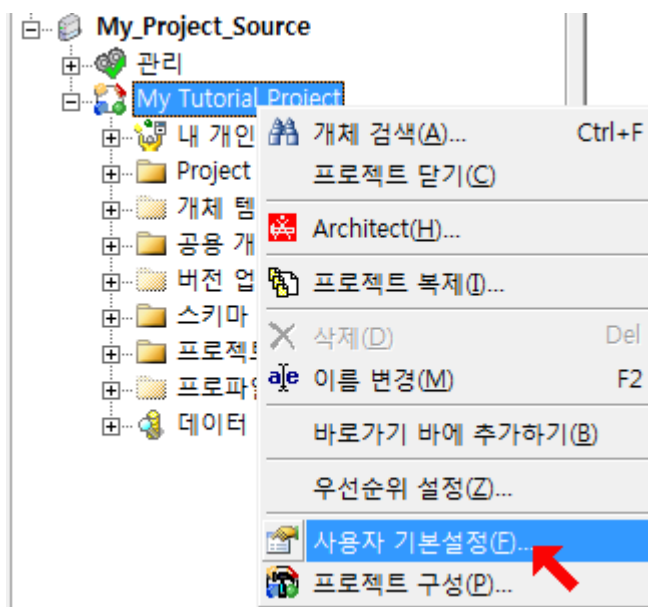 My_Project_Source
관리
My Tutorial Project
내 개인
Project
개체 템
공용 개
버전 업
스키마
프로젝트
프로파일
데이터
개체 검색(A)... Ctrl+F
프로젝트 닫기(C)
Architect(H)...
프로젝트 복제(I)...
삭제(D) Del
이름 변경(M) F2
바로가기 바에 추가하기(B)
우선순위 설정(Z)...
사용자 기본설정(F)...
프로젝트 구성(P)...